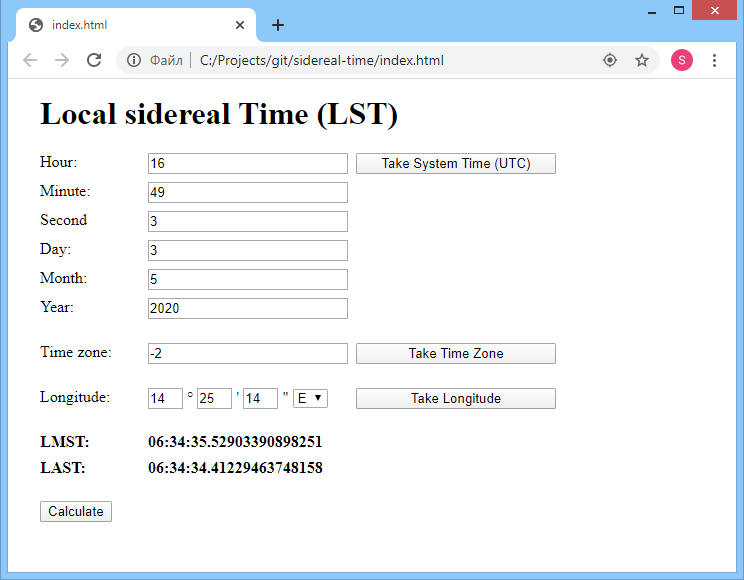 index.html
Файл C:/Projects/git/sidereal-time/index.html S
Local sidereal Time (LST)
Hour: 16 Take System Time (UTC)
Minute: 49
Second 3
Day: 3
Month: 5
Year: 2020
Time zone: -2 Take Time Zone
Longitude: 14 ° 25 ' 14 " E Take Longitude
LMST: 06:34:35.52903390898251
LAST: 06:34:34.41229463748158
Calculate